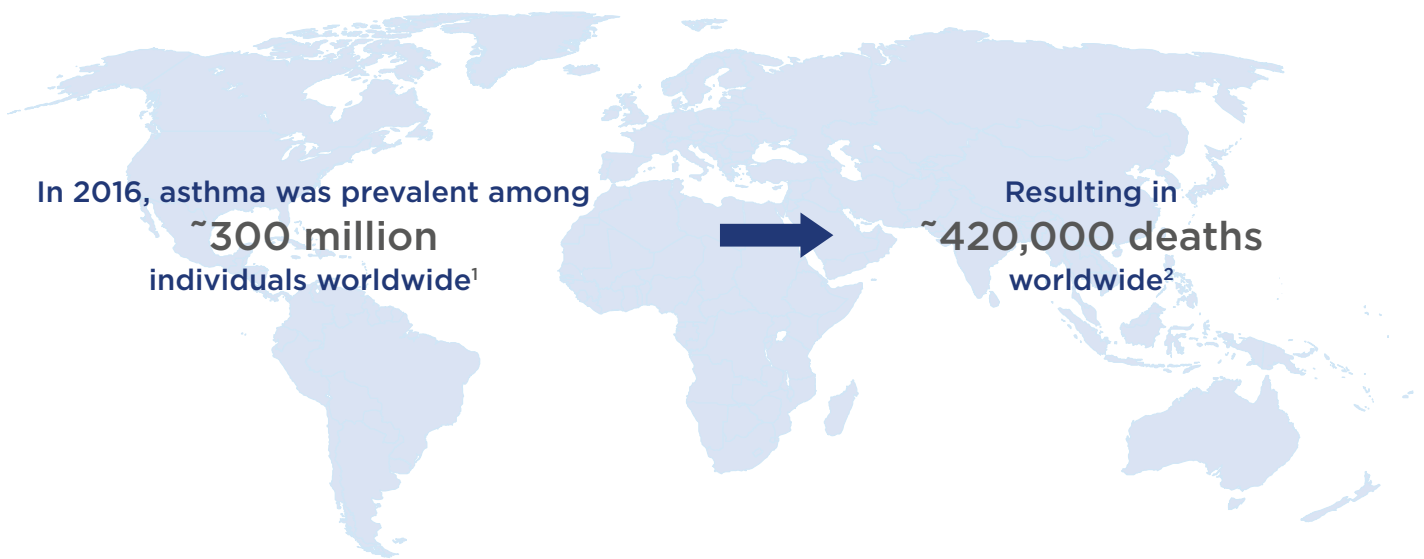 In 2016, asthma was prevalent among
~300 million
individuals worldwide¹
Resulting in
~420,000 deaths
worldwide²